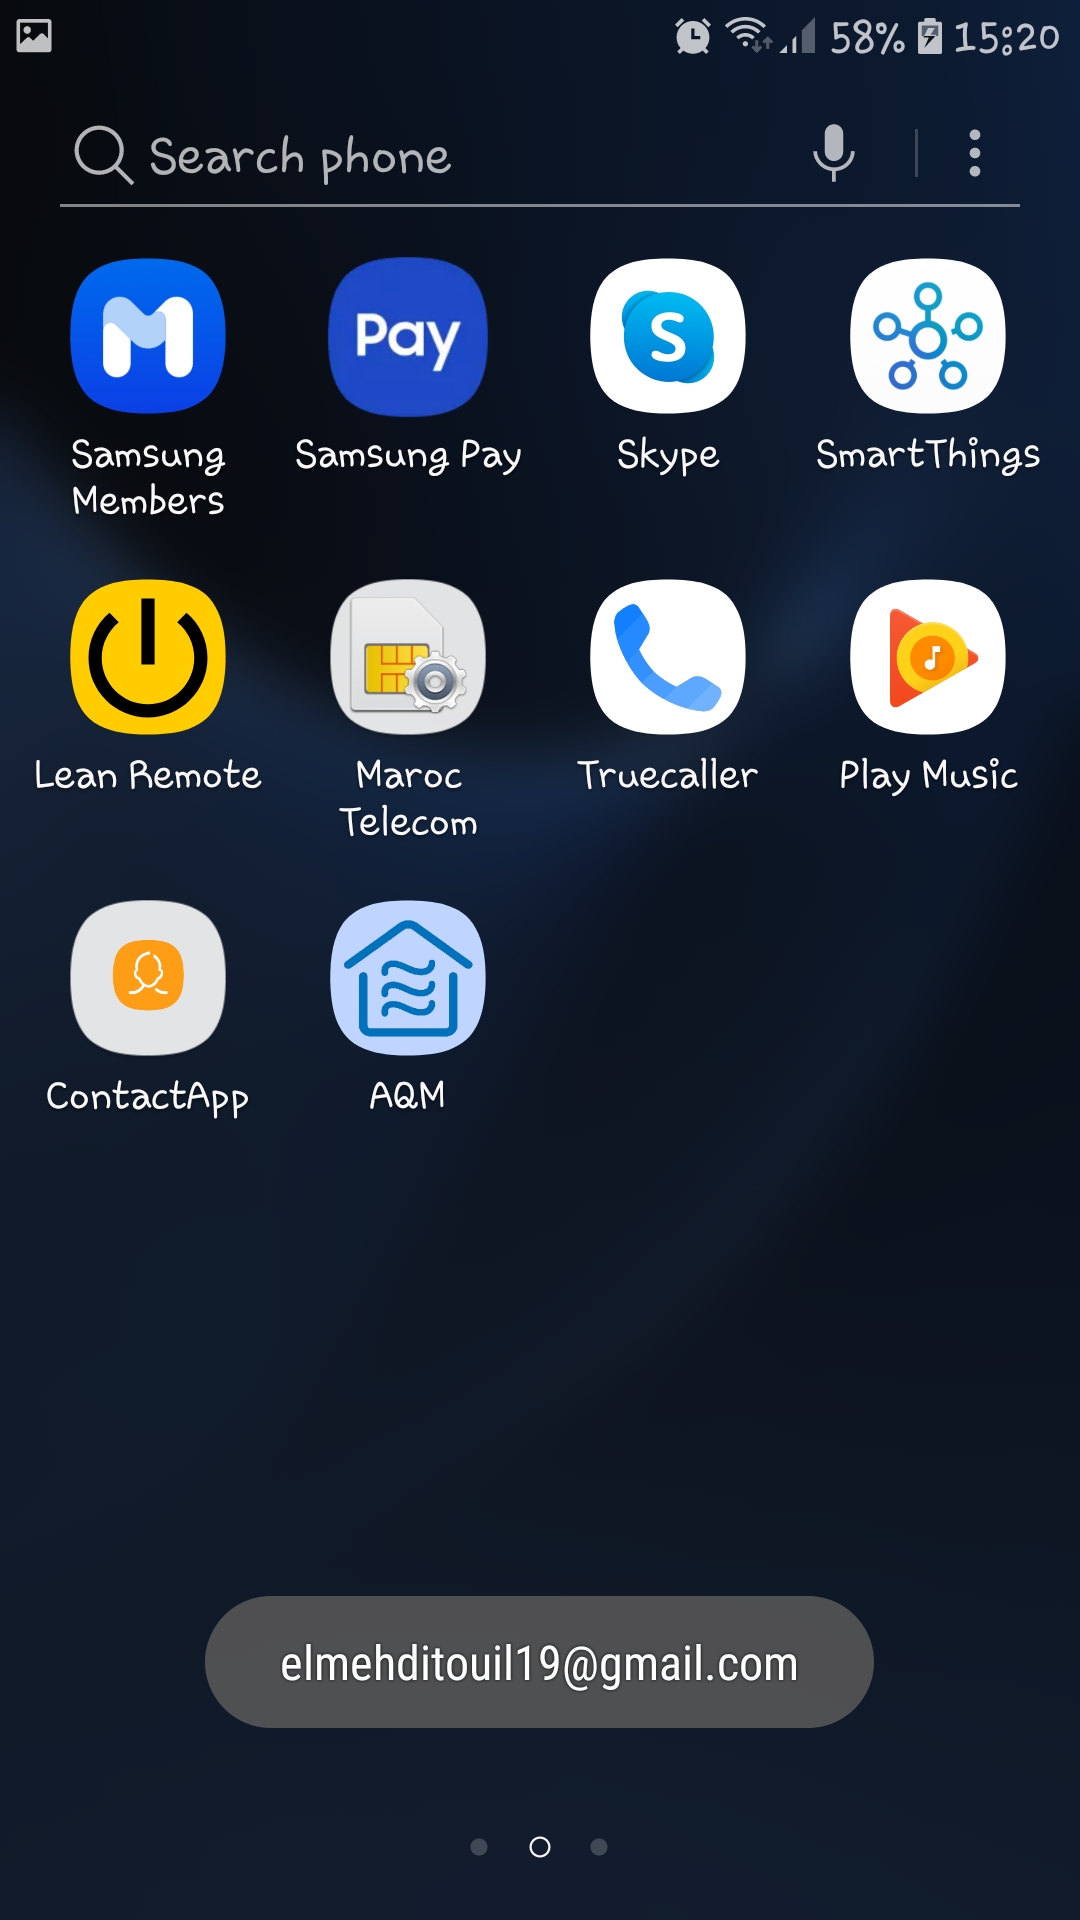 58% 15:20
Search phone
Pay
S
Samsung Members
Samsung Pay
Skype
SmartThings
Lean Remote
Maroc Telecom
Truecaller
Play Music
ContactApp
AQM
elmehditouil19@gmail.com